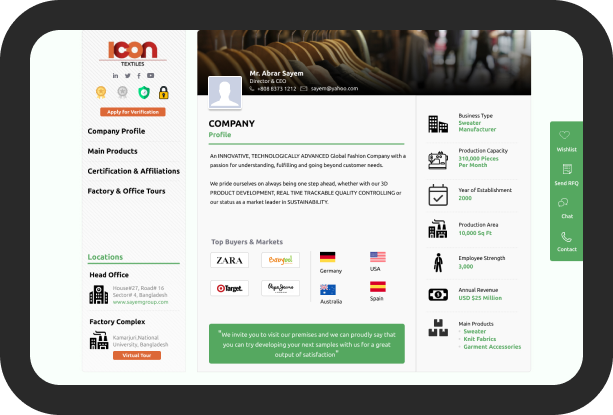 icon
TEXTILES
Apply for Verification
Company Profile
Main Products
Certification & Affiliations
Factory & Office Tours
Locations
Head Office
House#27, Road# 16
Sector# 4, Bangladesh
www.sayemgroup.com
Factory Complex
Kamarjuri,National
University, Bangladesh
Virtual Tour
Mr. Abrar Sayem
Director & CEO
+808 8373 1212 sayem@yahoo.com
COMPANY
Profile
An INNOVATIVE, TECHNOLOGICALLY ADVANCED Global Fashion Company with a
passion for understanding, fulfilling and going beyond customer needs.
We pride ourselves on always being one step ahead, whether with our 3D
PRODUCT DEVELOPMENT, REAL TIME TRACKABLE QUALITY CONTROLLING or
our status as a market leader in SUSTAINABILITY.
Top Buyers & Markets
ZARA
Target.
Germany
USA
Australia
Spain
"We invite you to visit our premises and we can proudly say that
you can try developing your next samples with us for a great
output of satisfaction"
Business Type
Sweater
Manufacturer
Production Capacity
310,000 Pieces
Per Month
Year of Establishment
2000
Production Area
10,000 Sq Ft
Employee Strength
3,000
Annual Revenue
USD $25 Million
Main Products
- Sweater
- Knit Fabrics
- Garment Accessories
Wishlist
Send RFQ
Chat
Contact